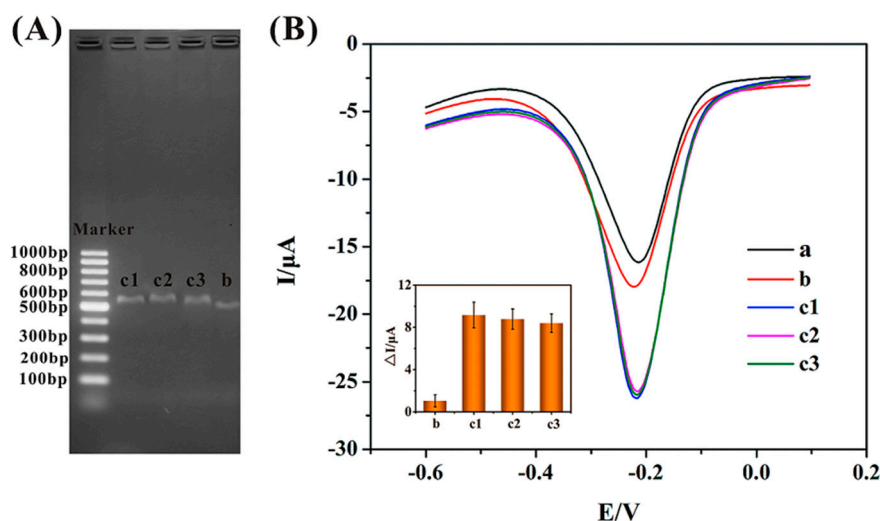 (A)
Marker
1000bp
800bp
600bp
500bp
300bp
200bp
100bp
c1 c2 c3 b
(B)
0
-5
-10
-15
-20
-25
-30
I/μA
-0.6 -0.4 -0.2 0.0 0.2
E/V
a
b
c1
c2
c3
12
8
4
0
△I/μA
b c1 c2 c3